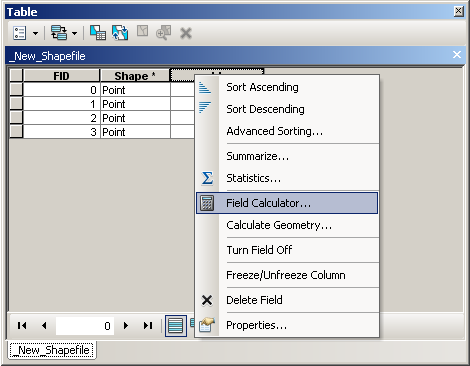 Table
_New_Shapefile
FID Shape *
0 Point
1 Point
2 Point
3 Point
Sort Ascending
Sort Descending
Advanced Sorting...
Summarize...
Statistics...
Field Calculator...
Calculate Geometry...
Turn Field Off
Freeze/Unfreeze Column
Delete Field
Properties...
0
_New_Shapefile